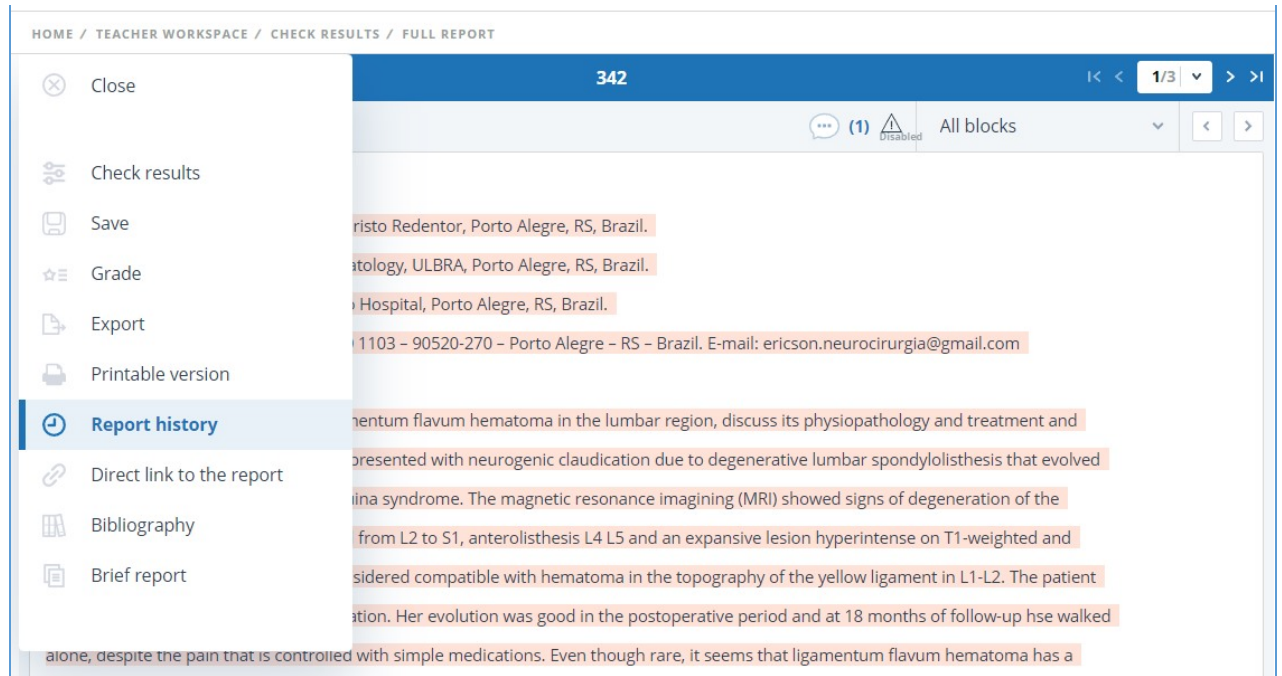 HOME / TEACHER WORKSPACE / CHECK RESULTS / FULL REPORT
Close
342
1/3
(1)
Disabled
All blocks
Check results
Save
Grade
Export
Printable version
Report history
Direct link to the report
Bibliography
Brief report
risto Redentor, Porto Alegre, RS, Brazil.
atology, ULBRA, Porto Alegre, RS, Brazil.
Hospital, Porto Alegre, RS, Brazil.
1103 – 90520-270 – Porto Alegre – RS – Brazil. E-mail: ericson.neurocirurgia@gmail.com
mentum flavum hematoma in the lumbar region, discuss its physiopathology and treatment and
presented with neurogenic claudication due to degenerative lumbar spondylolisthesis that evolved
ina syndrome. The magnetic resonance imagining (MRI) showed signs of degeneration of the
from L2 to S1, anterolisthesis L4 L5 and an expansive lesion hyperintense on T1-weighted and
sidered compatible with hematoma in the topography of the yellow ligament in L1-L2. The patient
ation. Her evolution was good in the postoperative period and at 18 months of follow-up hse walked
alone, despite the pain that is controlled with simple medications. Even though rare, it seems that ligamentum flavum hematoma has a